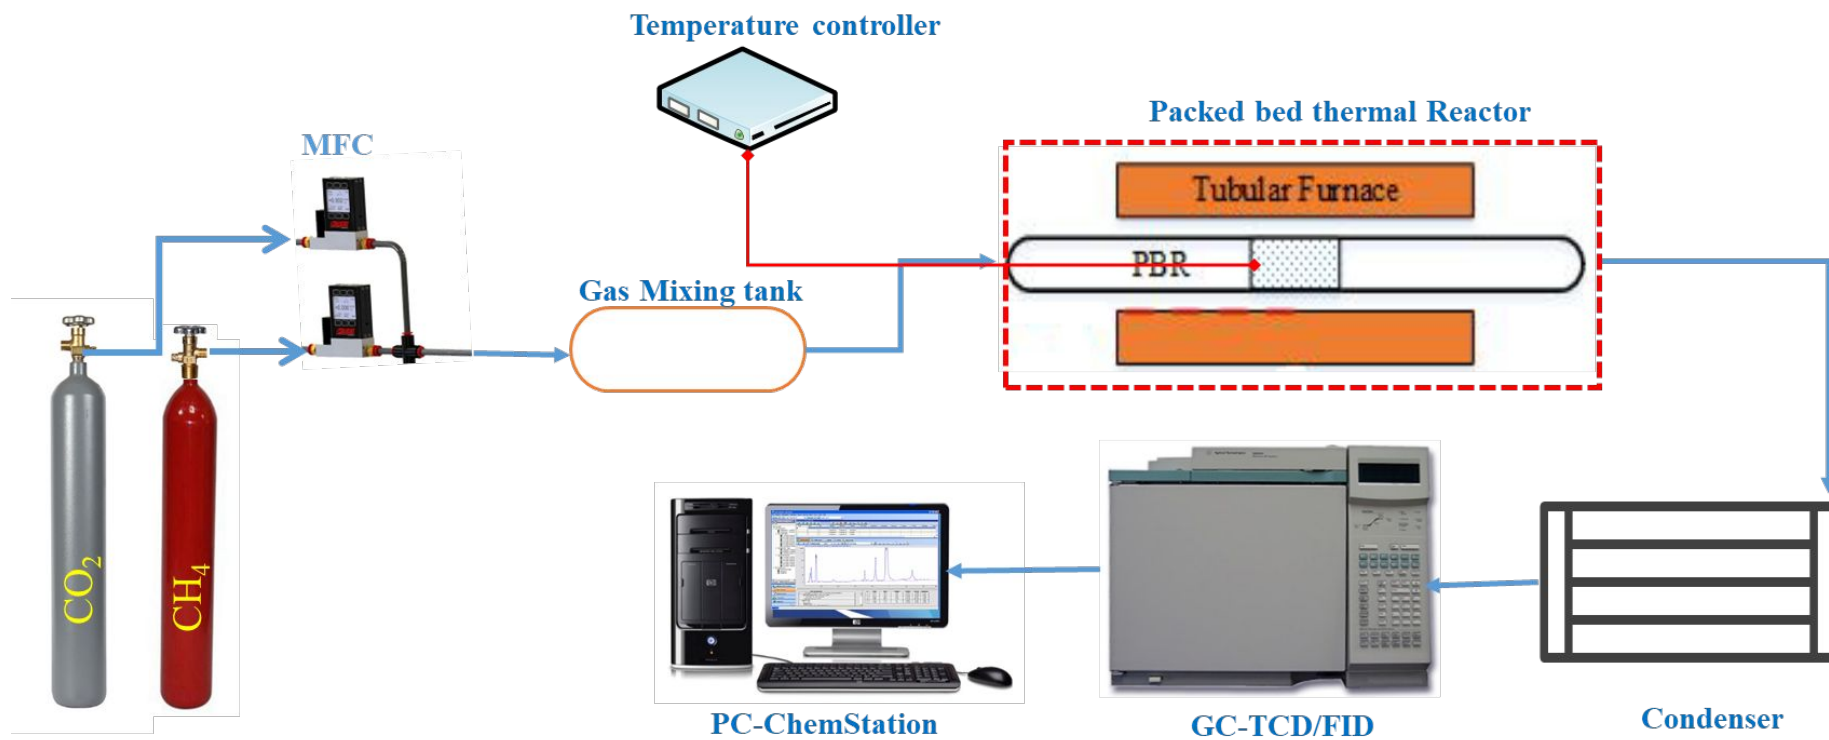 Temperature controller
Packed bed thermal Reactor
MFC
Tubular Furnace
PBR
Gas Mixing tank
CO₂
CH₄
PC-ChemStation
GC-TCD/FID
Condenser